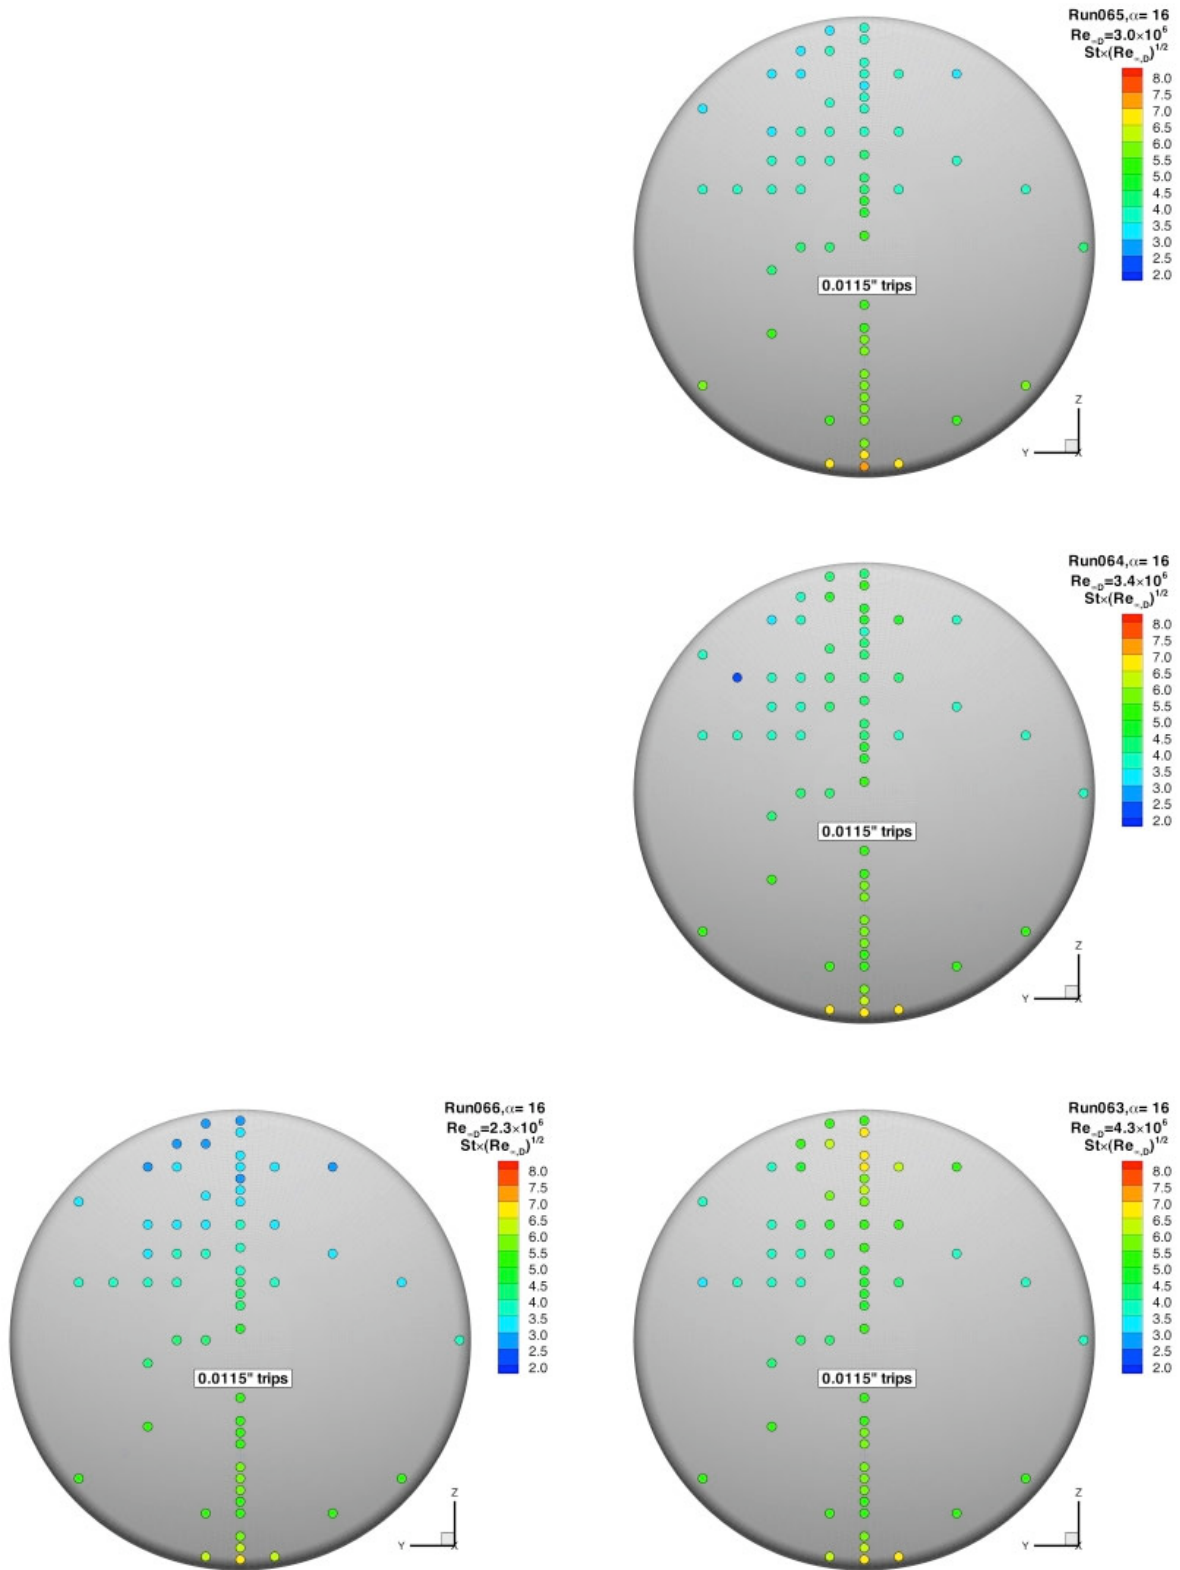 Run065,α= 16
Re∞D=3.0×10⁶
St×(Re∞,D)¹/²
8.0
7.5
7.0
6.5
6.0
5.5
5.0
4.5
4.0
3.5
3.0
2.5
2.0
0.0115" trips
Z
Y
X
Run064,α= 16
Re∞D=3.4×10⁶
St×(Re∞,D)¹/²
8.0
7.5
7.0
6.5
6.0
5.5
5.0
4.5
4.0
3.5
3.0
2.5
2.0
0.0115" trips
Z
Y
X
Run066,α= 16
Re∞D=2.3×10⁶
St×(Re∞,D)¹/²
8.0
7.5
7.0
6.5
6.0
5.5
5.0
4.5
4.0
3.5
3.0
2.5
2.0
0.0115" trips
Z
Y
X
Run063,α= 16
Re∞D=4.3×10⁶
St×(Re∞,D)¹/²
8.0
7.5
7.0
6.5
6.0
5.5
5.0
4.5
4.0
3.5
3.0
2.5
2.0
0.0115" trips
Z
Y
X